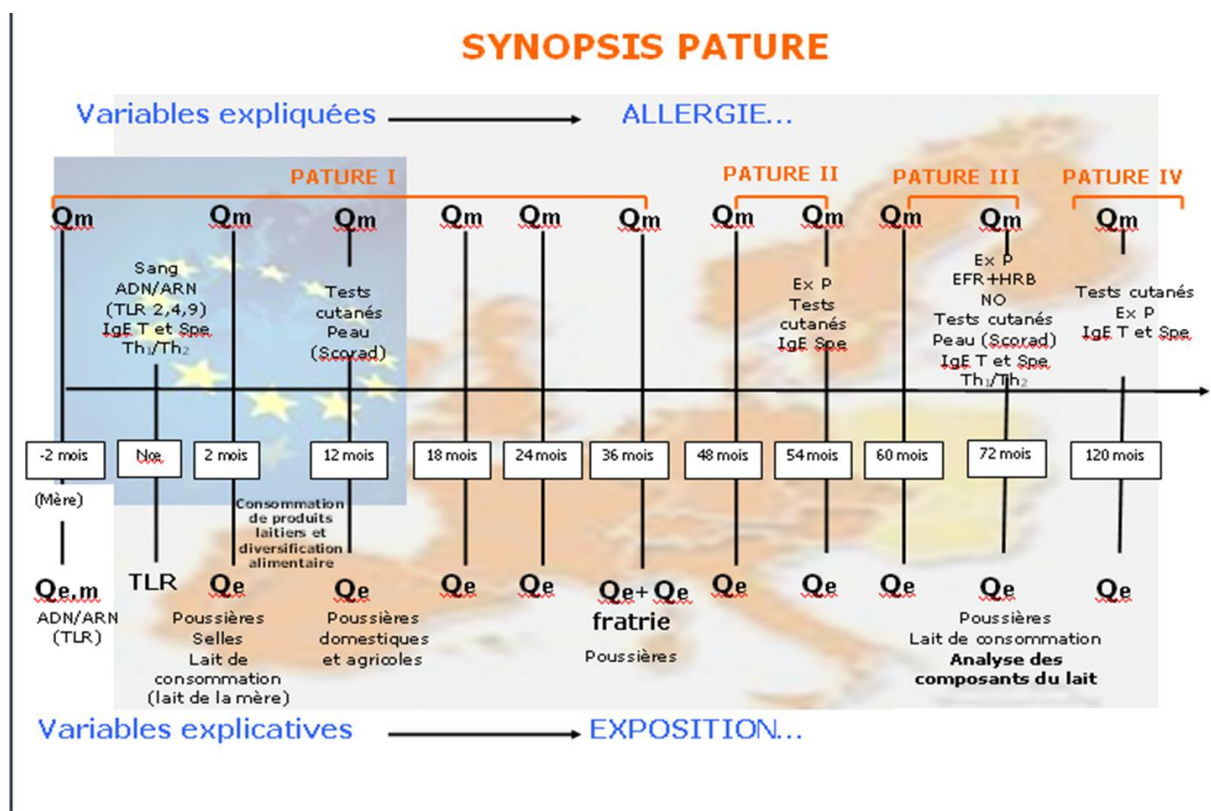 SYNOPSIS PATURE
Variables expliquées
ALLERGIE...
PATURE I
PATURE II
PATURE III
PATURE IV
Qm
Qm
Qm
Qm
Qm
Qm
Qm
Qm
Qm
Qm
Qm
Sang
ADN/ARN
(TLR 2,4,9)
IgE T et Spe
Th1/Th2
Tests
cutanés
Peau
(Scorad)
Ex P
Tests
cutanés
IgE Spe
Ex P
EFR+HRB
NO
Tests cutanés
Peau (Scorad)
IgE T et Spe
Th1/Th2
Tests cutanés
Ex P
IgE T et Spe
-2 mois
Nce
2 mois
12 mois
18 mois
24 mois
36 mois
48 mois
54 mois
60 mois
72 mois
120 mois
(Mère)
Consommation
de produits
laitiers et
diversification
alimentaire
Qe,m
ADN/ARN
(TLR)
TLR
Qe
Poussières
Selles
Lait de
consommation
(lait de la mère)
Qe
Poussières
domestiques
et agricoles
Qe
Qe
Qe+ Qe
fratrie
Poussières
Qe
Qe
Qe
Qe
Poussières
Lait de consommation
Analyse des
composants du lait
Qe
Variables explicatives
EXPOSITION...